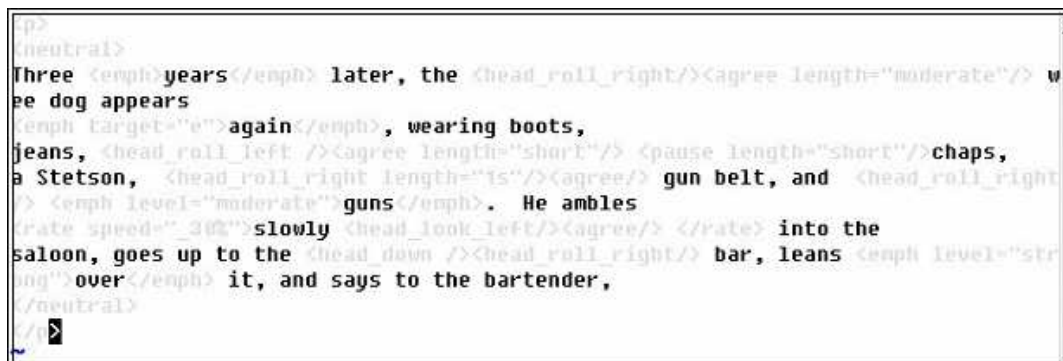 <p>
<neutral>
Three <emph>years</emph> later, the <head_roll_right/><agree length="moderate"/> w
ee dog appears
<emph target="e">again</emph>, wearing boots,
jeans, <head_roll_left /><agree length="short"/> <pause length="short"/>chaps,
a Stetson,  <head_roll_right length="1s"/><agree/> gun belt, and  <head_roll_right
/> <emph level="moderate">guns</emph>.  He ambles
<rate speed="_30%">slowly <head_look_left/><agree/> </rate> into the
saloon, goes up to the <head_down /><head_roll_right/> bar, leans <emph level="str
ong">over</emph> it, and says to the bartender,
</neutral>
</p>
~